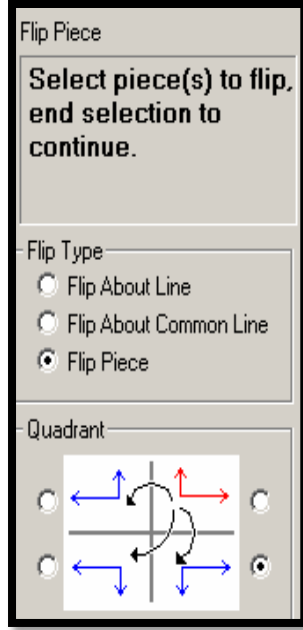 Flip Piece
Select piece(s) to flip,
end selection to
continue.
Flip Type
Flip About Line
Flip About Common Line
Flip Piece
Quadrant